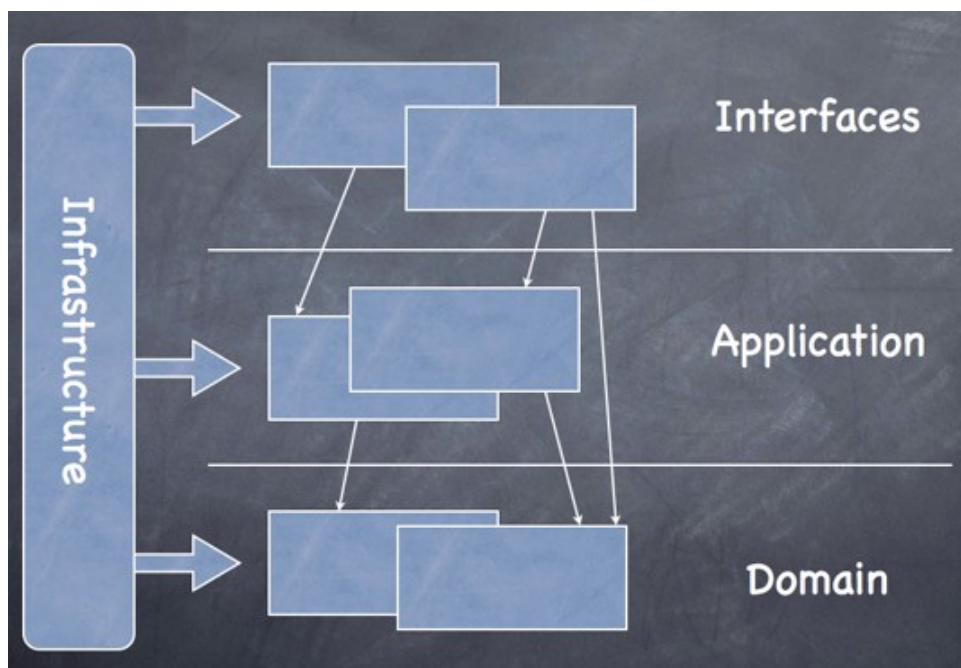 Infrastructure
Interfaces
Application
Domain